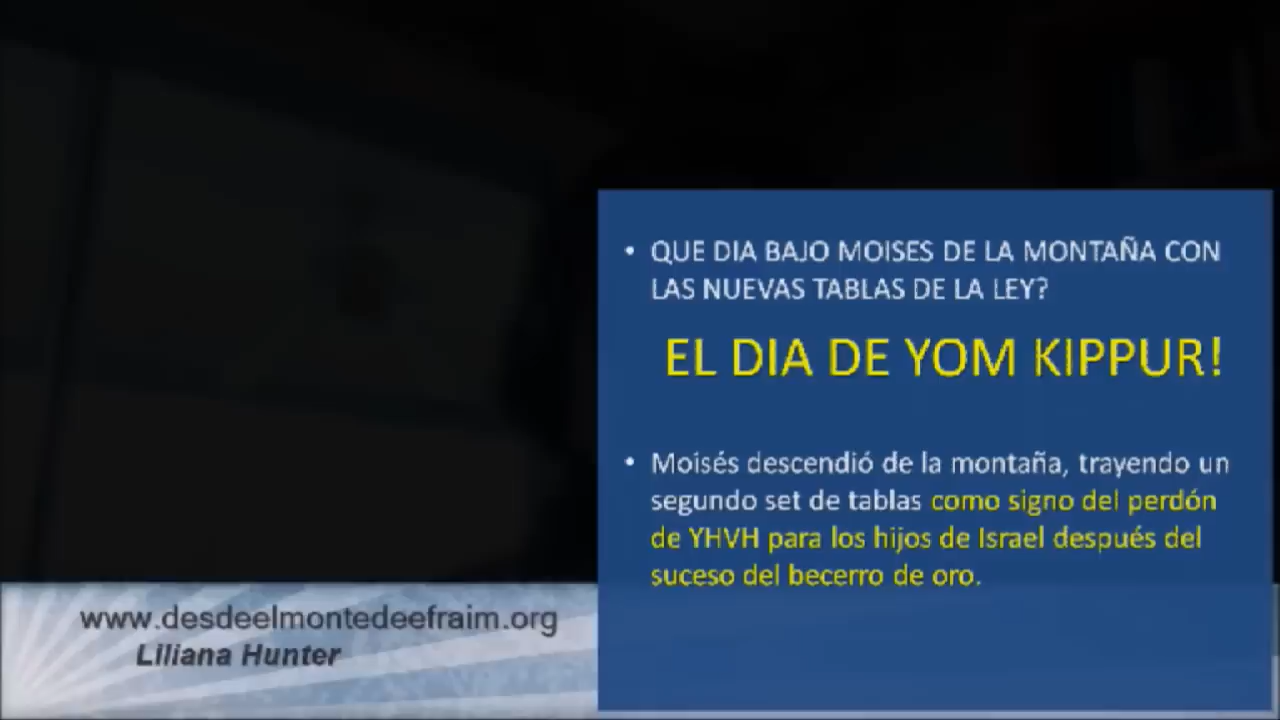 • QUE DIA BAJO MOISES DE LA MONTAÑA CON
LAS NUEVAS TABLAS DE LA LEY?
EL DIA DE YOM KIPPUR!
• Moisés descendió de la montaña, trayendo un
segundo set de tablas como signo del perdón
de YHVH para los hijos de Israel después del
suceso del becerro de oro.
www.desdeelmontedeefraim.org
Liliana Hunter